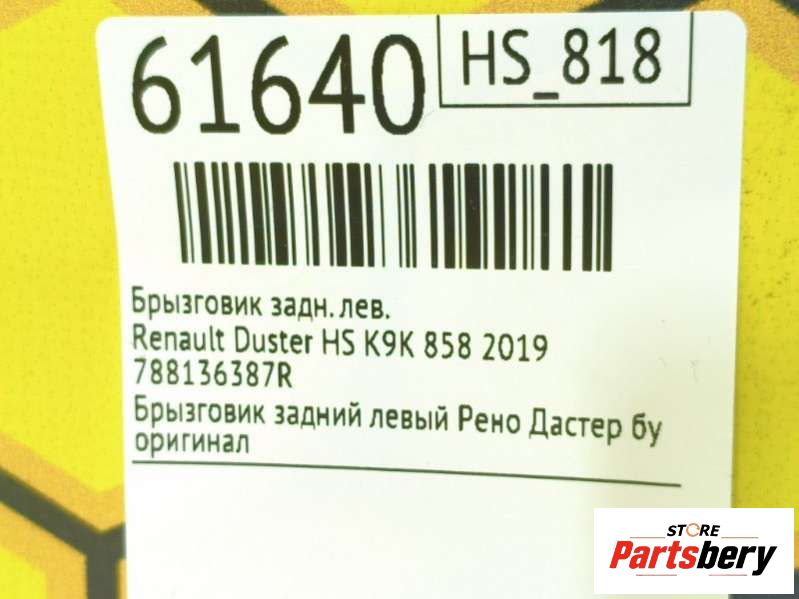 61640
HS_818
Брызговик задн. лев.
Renault Duster HS K9K 858 2019
788136387R
Брызговик задний левый Рено Дастер бу
оригинал
STORE
Partsbery